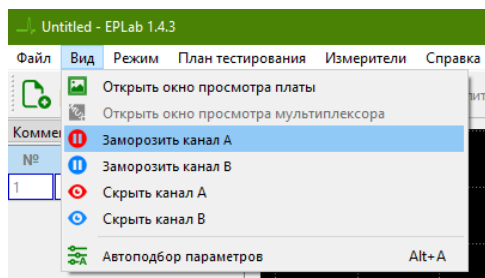 Untitled - EPLab 1.4.3
Файл Вид Режим План тестирования Измерители Справка
Открыть окно просмотра платы
Открыть окно просмотра мультиплексора
Заморозить канал A
Заморозить канал B
Скрыть канал A
Скрыть канал B
Автоподбор параметров Alt+A
№
1